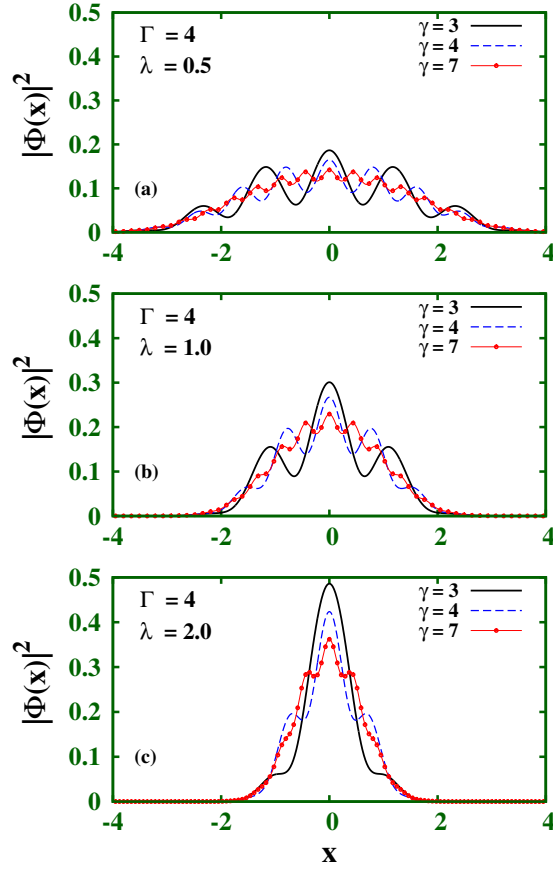 0.5
0.4
0.3
0.2
0.1
0
|Φ(x)|²
Γ = 4
λ = 0.5
γ = 3
γ = 4
γ = 7
(a)
-4 -2 0 2 4
0.5
0.4
0.3
0.2
0.1
0
|Φ(x)|²
Γ = 4
λ = 1.0
γ = 3
γ = 4
γ = 7
(b)
-4 -2 0 2 4
0.5
0.4
0.3
0.2
0.1
0
|Φ(x)|²
Γ = 4
λ = 2.0
γ = 3
γ = 4
γ = 7
(c)
-4 -2 0 2 4
x